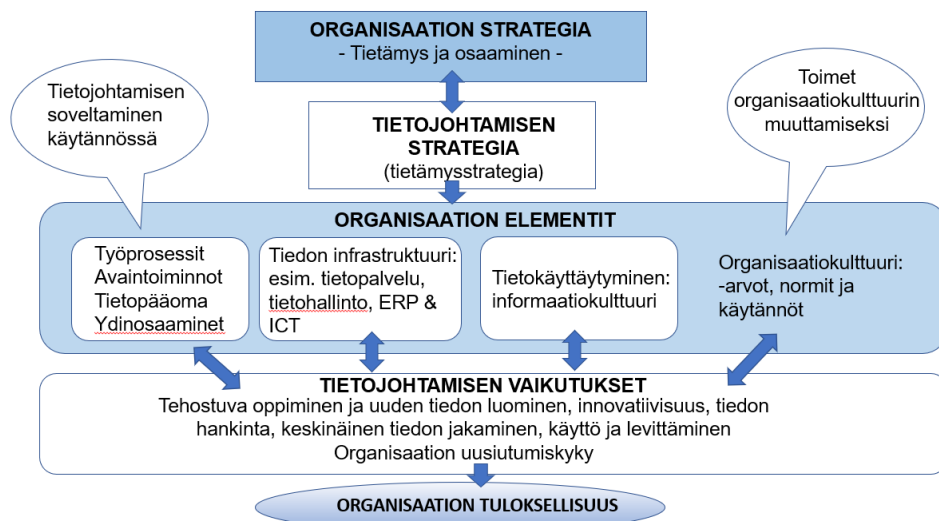 ORGANISAATION STRATEGIA
- Tietämys ja osaaminen -
Tietojohtamisen
soveltaminen
käytännössä
Toimet
organisaatiokulttuurin
muuttamiseksi
TIETOJOHTAMISEN
STRATEGIA
(tietämysstrategia)
ORGANISAATION ELEMENTIT
Työprosessit
Avaintoiminnot
Tietopääoma
Ydinosaaminet
Tiedon infrastruktuuri:
esim. tietopalvelu,
tietohallinto, ERP &
ICT
Tietokäyttäytyminen:
informaatiokulttuuri
Organisaatiokulttuuri:
-arvot, normit ja
käytännöt
TIETOJOHTAMISEN VAIKUTUKSET
Tehostuva oppiminen ja uuden tiedon luominen, innovatiivisuus, tiedon
hankinta, keskinäinen tiedon jakaminen, käyttö ja levittäminen
Organisaation uusiutumiskyky
ORGANISAATION TULOKSELLISUUS